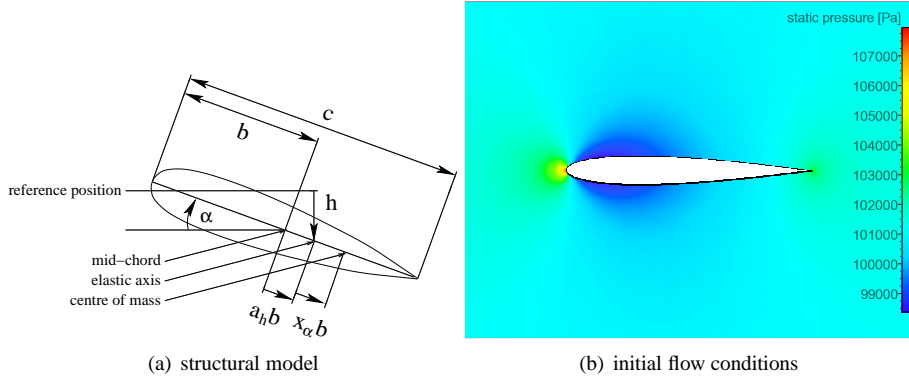 c
b
reference position
h
α
mid−chord
elastic axis
centre of mass
a_h b
x_α b
(a) structural model
static pressure [Pa]
107000
106000
105000
104000
103000
102000
101000
100000
99000
(b) initial flow conditions